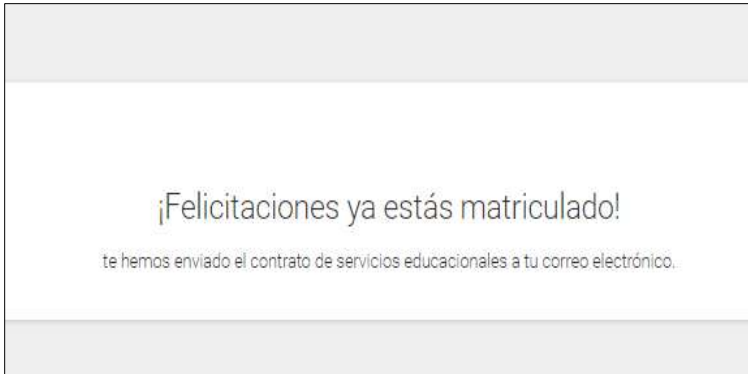 ¡Felicitaciones ya estás matriculado!
te hemos enviado el contrato de servicios educacionales a tu correo electrónico.